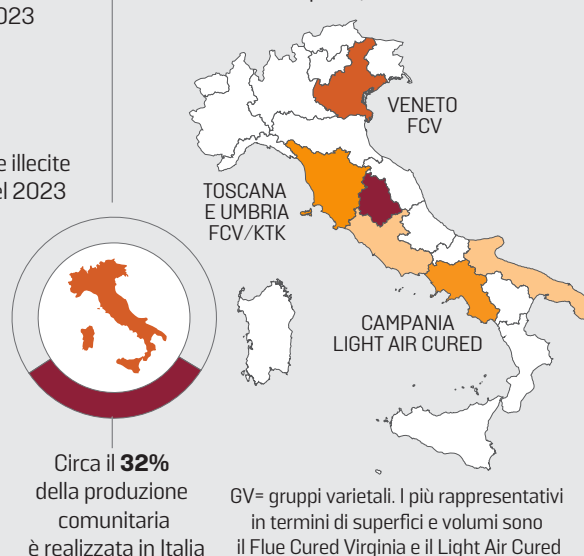 023
e illecite
el 2023
VENETO
FCV
TOSCANA
E UMBRIA
FCV/KTK
CAMPANIA
LIGHT AIR CURED
Circa il 32%
della produzione
comunitaria
è realizzata in Italia
GV= gruppi varietali. I più rappresentativi
in termini di superfici e volumi sono
il Flue Cured Virginia e il Light Air Cured